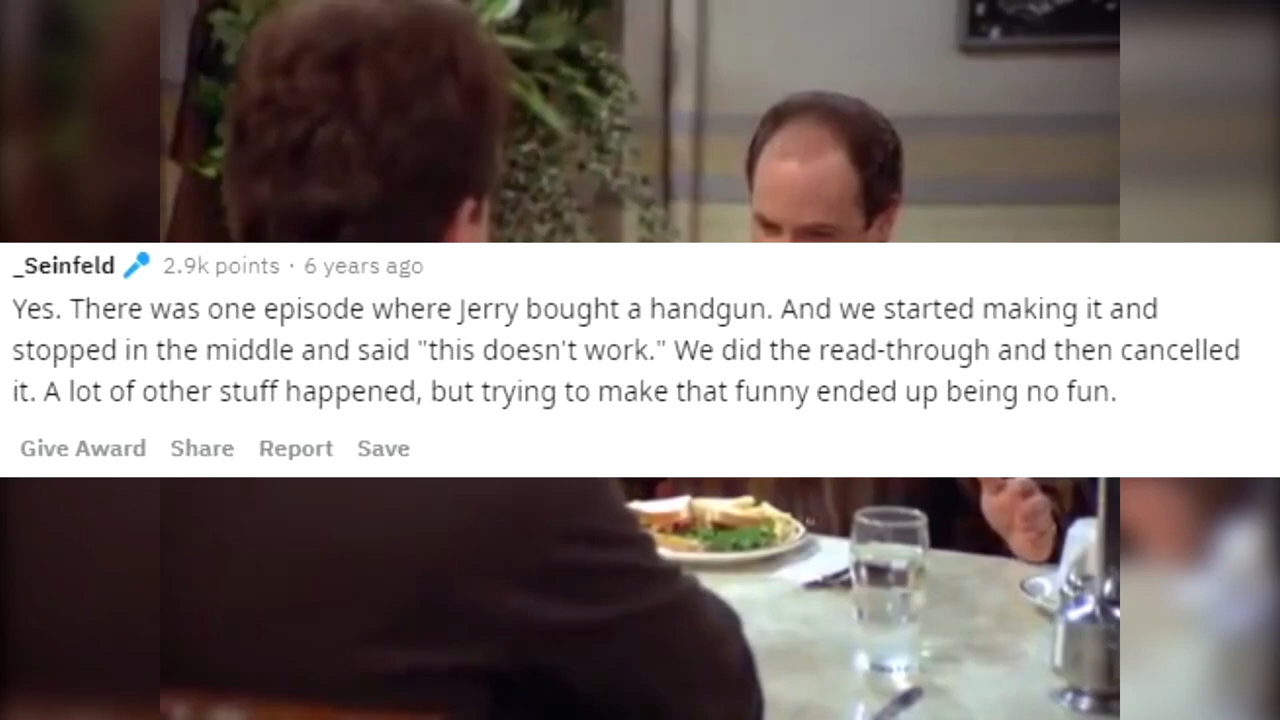 _Seinfeld 2.9k points · 6 years ago
Yes. There was one episode where Jerry bought a handgun. And we started making it and
stopped in the middle and said "this doesn't work." We did the read-through and then cancelled
it. A lot of other stuff happened, but trying to make that funny ended up being no fun.
Give Award Share Report Save